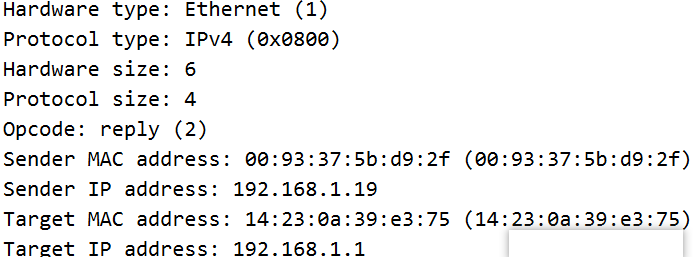 Hardware type: Ethernet (1)
Protocol type: IPv4 (0x0800)
Hardware size: 6
Protocol size: 4
Opcode: reply (2)
Sender MAC address: 00:93:37:5b:d9:2f (00:93:37:5b:d9:2f)
Sender IP address: 192.168.1.19
Target MAC address: 14:23:0a:39:e3:75 (14:23:0a:39:e3:75)
Target IP address: 192.168.1.1